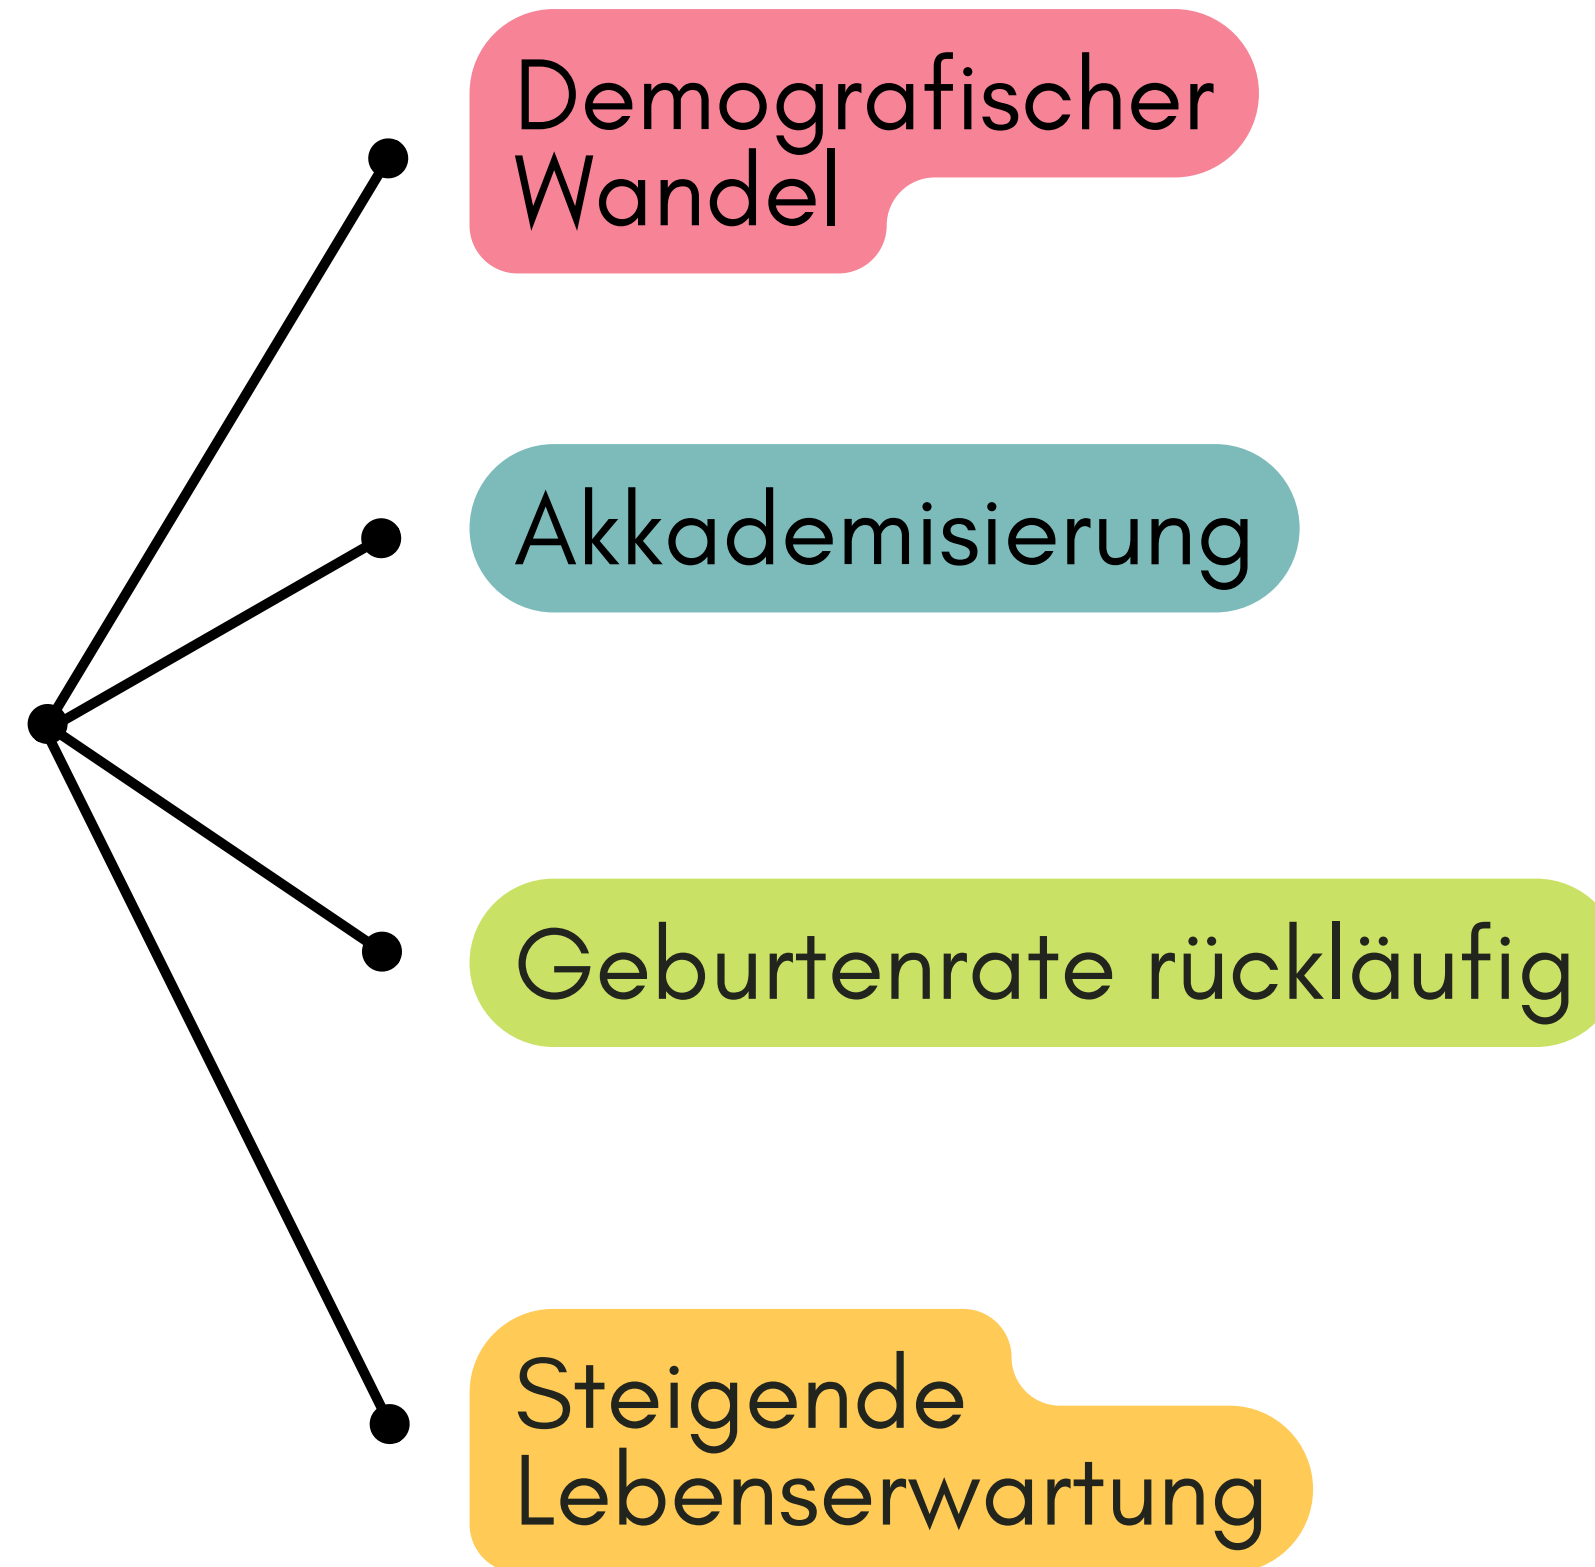 Demografischer
Wandel
Akkademisierung
Geburtenrate rückläufig
Steigende
Lebenserwartung